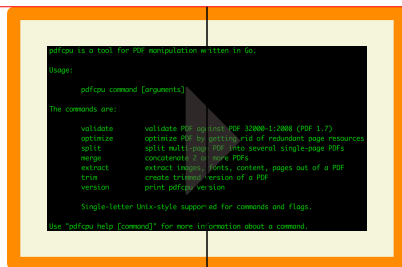 pdfcpu is a tool for PDF manipulation written in Go.
Usage:
pdfcpu command [arguments]
The commands are:
validate validate PDF against PDF 32000-1:2008 (PDF 1.7)
optimize optimize PDF by getting rid of redundant page resources
split split multi-page PDF into several single-page PDFs
merge concatenate 2 or more PDFs
extract extract images, fonts, content, pages out of a PDF
trim create trimmed version of a PDF
version print pdfcpu version
Single-letter Unix-style supported for commands and flags.
Use "pdfcpu help [command]" for more information about a command.